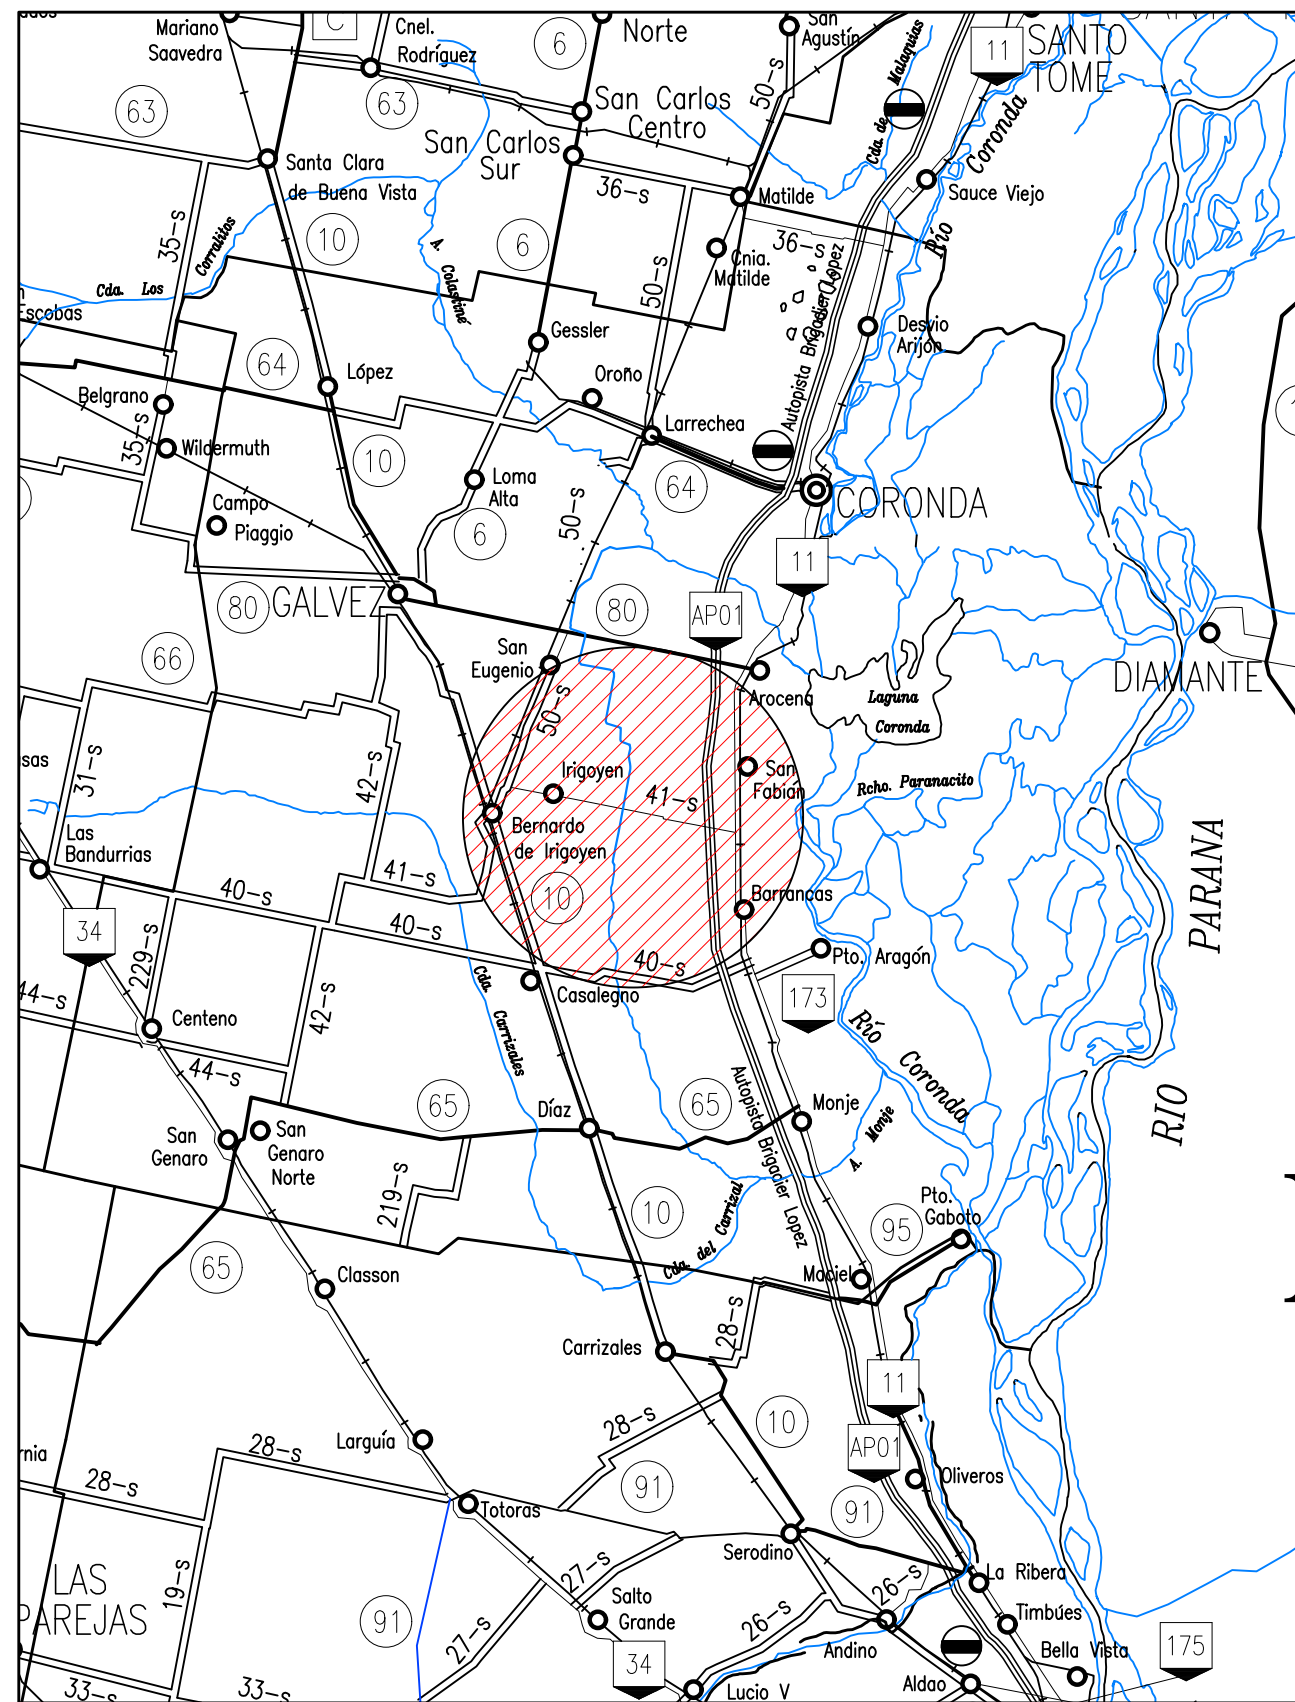 Mariano
Saavedra
C
Cnel.
Rodríguez
6
Norte
San
Agustín
Malaquias
Cda. de
11
SANTO
TOME
63
63
50-s
San Carlos
Centro
San Carlos
Sur
Coronda
Río
Santa Clara
de Buena Vista
36-s
Matilde
Sauce Viejo
35-s
Corralitos
10
6
A.
Colastiné
50-s
Cnia.
Matilde
36-s
Cda. Los
Escobas
Gessler
Autopista Brigadier Lopez
Desvio
Arijón
64
López
Oroño
Belgrano
35-s
Wildermuth
10
Larrechea
Loma
Alta
64
CORONDA
Campo
Piaggio
6
50-s
11
80
GALVEZ
80
AP01
66
San
Eugenio
DIAMANTE
Arocena
Laguna
Coronda
50-s
sas
31-s
42-s
Irigoyen
41-s
San
Fabián
Rcho. Paranacito
Las
Bandurrias
Bernardo
de Irigoyen
PARANA
41-s
40-s
10
Barrancas
34
229-s
40-s
40-s
Pto. Aragón
44-s
42-s
Cda.
Carrizales
Casalegno
173
Centeno
Río
Coronda
44-s
65
Díaz
65
Autopista Brigadier Lopez
Monje
A. Monje
RIO
San
Genaro
San
Genaro
Norte
219-s
10
Cda. del Carrizal
95
Pto.
Gaboto
65
Classon
Maciel
28-s
Carrizales
11
10
28-s
AP01
Larguía
28-s
28-s
91
Oliveros
rnia
Totoras
91
Serodino
LAS
PAREJAS
19-s
27-s
26-s
La Ribera
91
Salto
Grande
27-s
26-s
Timbúes
Andino
Bella Vista
175
34
Aldao
33-s
33-s
Lucio V